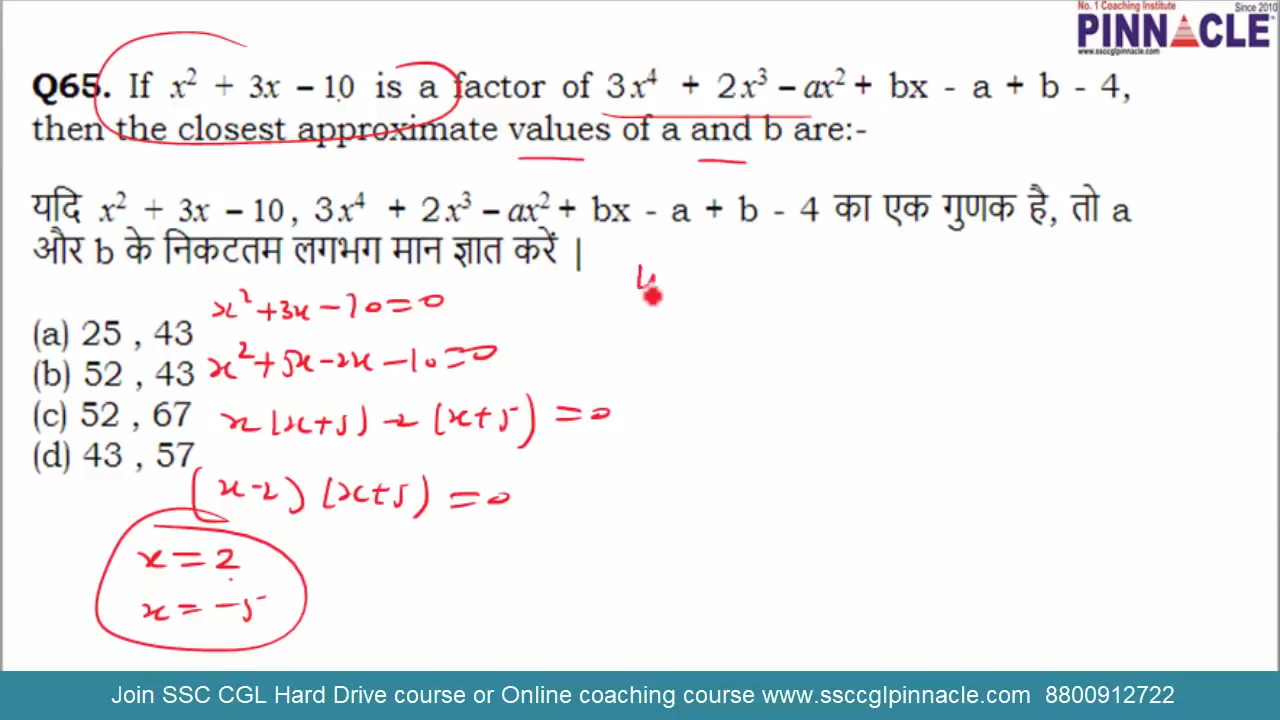 No. 1 Coaching Institute Since 2010
PINNACLE
www.ssccglpinnacle.com
Q65. If x² + 3x – 10 is a factor of 3x⁴ + 2x³ – ax² + bx - a + b - 4,
then the closest approximate values of a and b are:-
यदि x² + 3x – 10, 3x⁴ + 2x³ – ax² + bx - a + b - 4 का एक गुणक है, तो a
और b के निकटतम लगभग मान ज्ञात करें |
x² + 3x – 10 = 0
(a) 25 , 43
x² + 5x – 2x – 10 = 0
(b) 52 , 43
(c) 52 , 67
x(x+5) – 2(x+5) = 0
(d) 43 , 57
(x-2) (x+5) = 0
x = 2
x = -5
Join SSC CGL Hard Drive course or Online coaching course www.ssccglpinnacle.com 8800912722